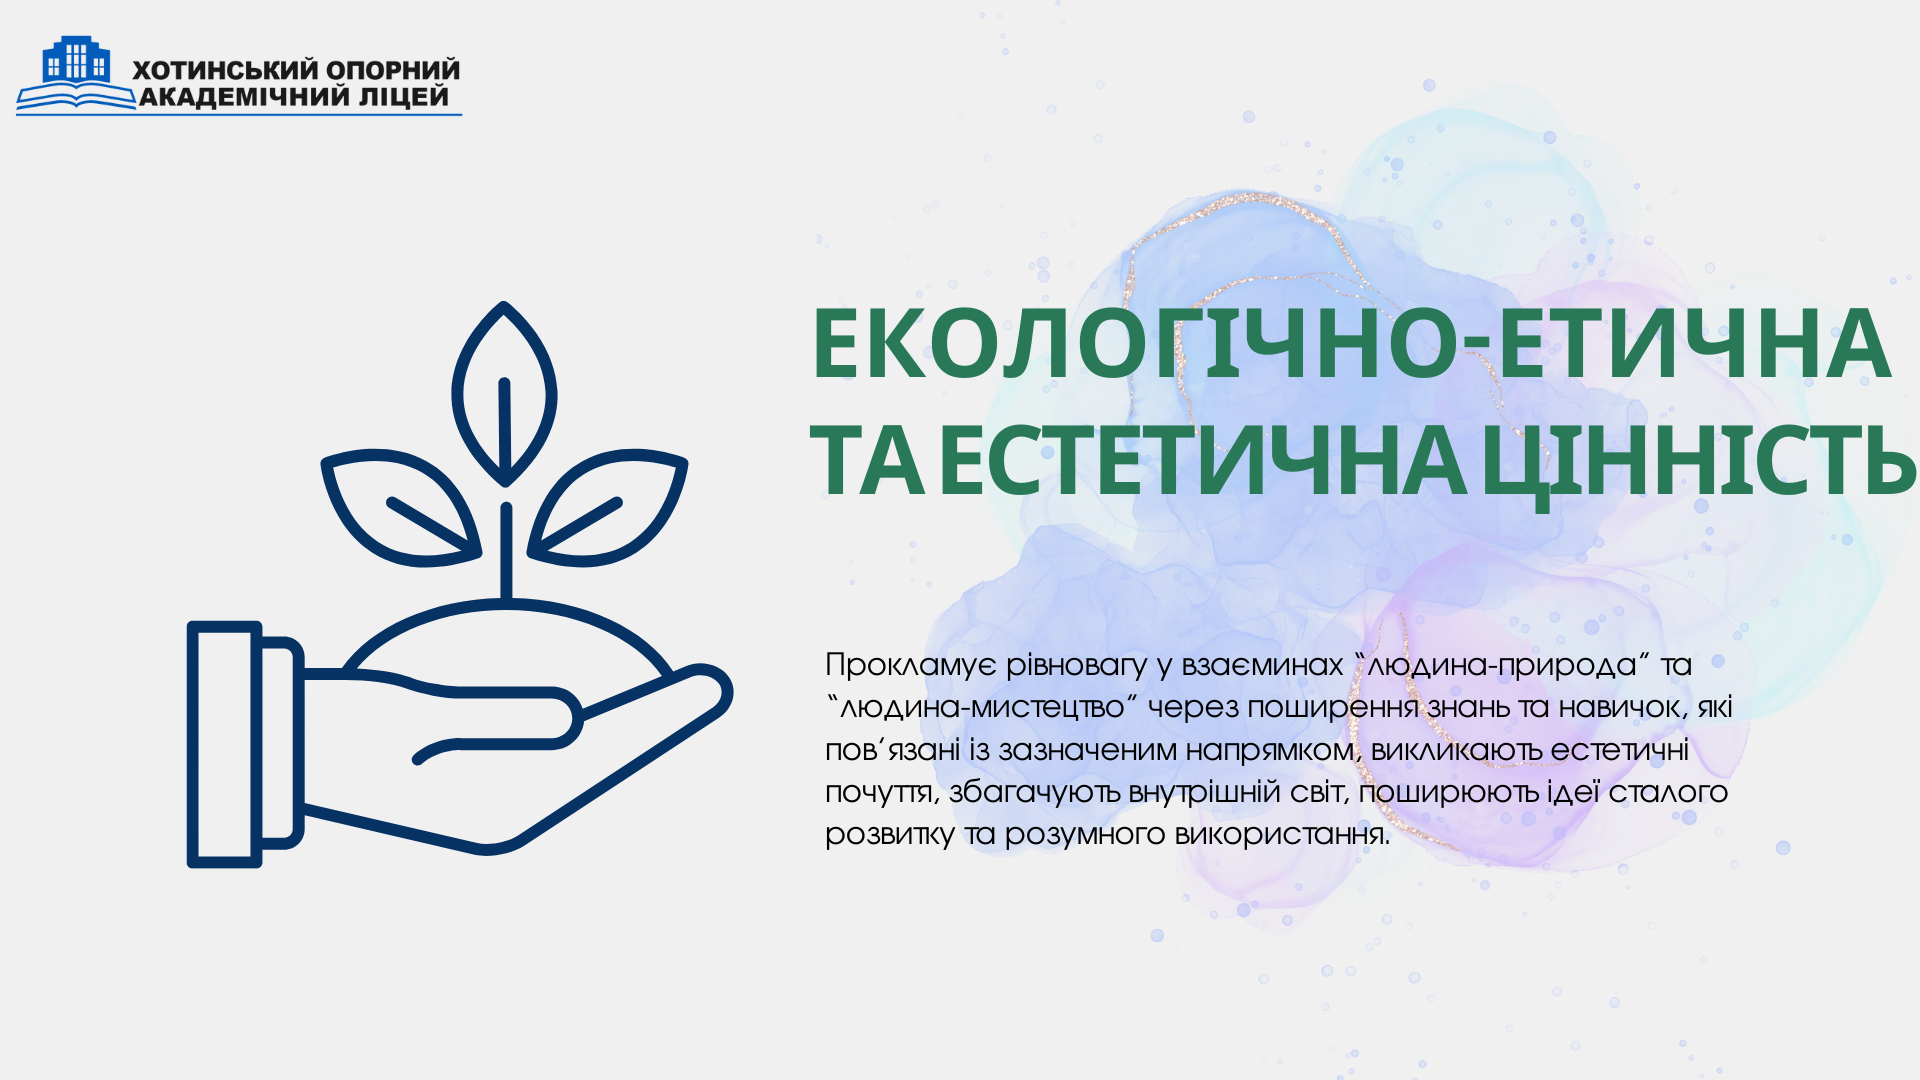 ХОТИНСЬКИЙ ОПОРНИЙ
АКАДЕМІЧНИЙ ЛІЦЕЙ
ЕКОЛОГІЧНО-ЕТИЧНА
ТА ЕСТЕТИЧНА ЦІННІСТЬ
Прокламує рівновагу у взаєминах “людина-природа” та
“людина-мистецтво” через поширення знань та навичок, які
пов’язані із зазначеним напрямком, викликають естетичні
почуття, збагачують внутрішній світ, поширюють ідеї сталого
розвитку та розумного використання.